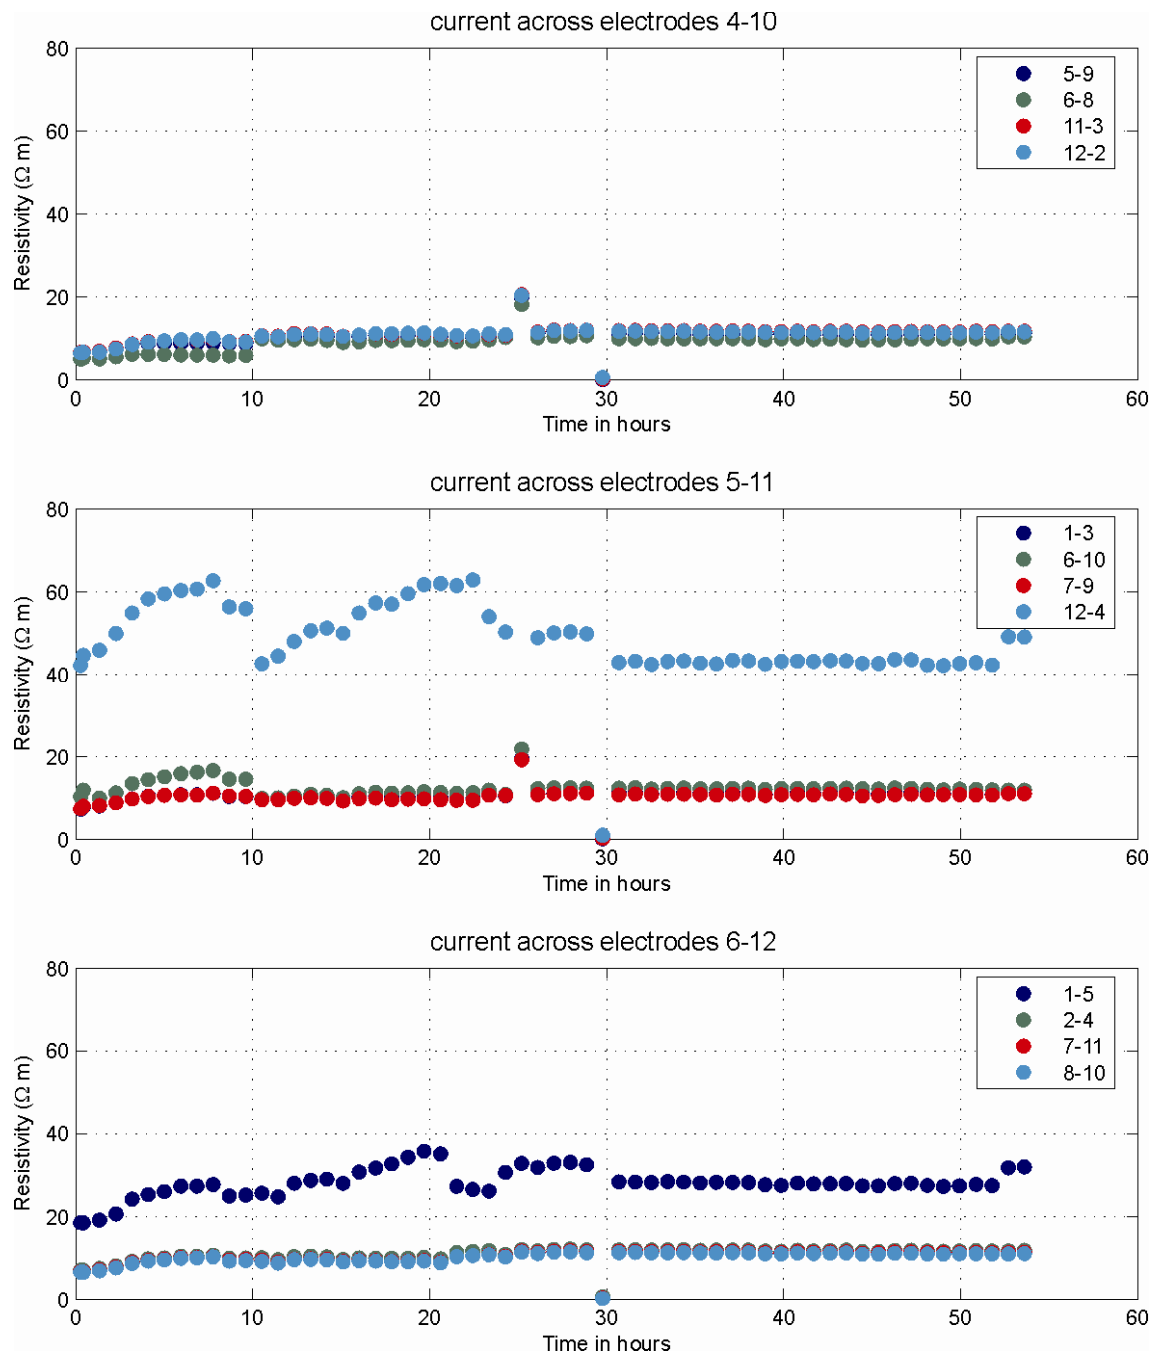 current across electrodes 4-10
80
60
40
20
0
Resistivity (Ω m)
5-9
6-8
11-3
12-2
0 10 20 30 40 50 60
Time in hours
current across electrodes 5-11
80
60
40
20
0
Resistivity (Ω m)
1-3
6-10
7-9
12-4
0 10 20 30 40 50 60
Time in hours
current across electrodes 6-12
80
60
40
20
0
Resistivity (Ω m)
1-5
2-4
7-11
8-10
0 10 20 30 40 50 60
Time in hours